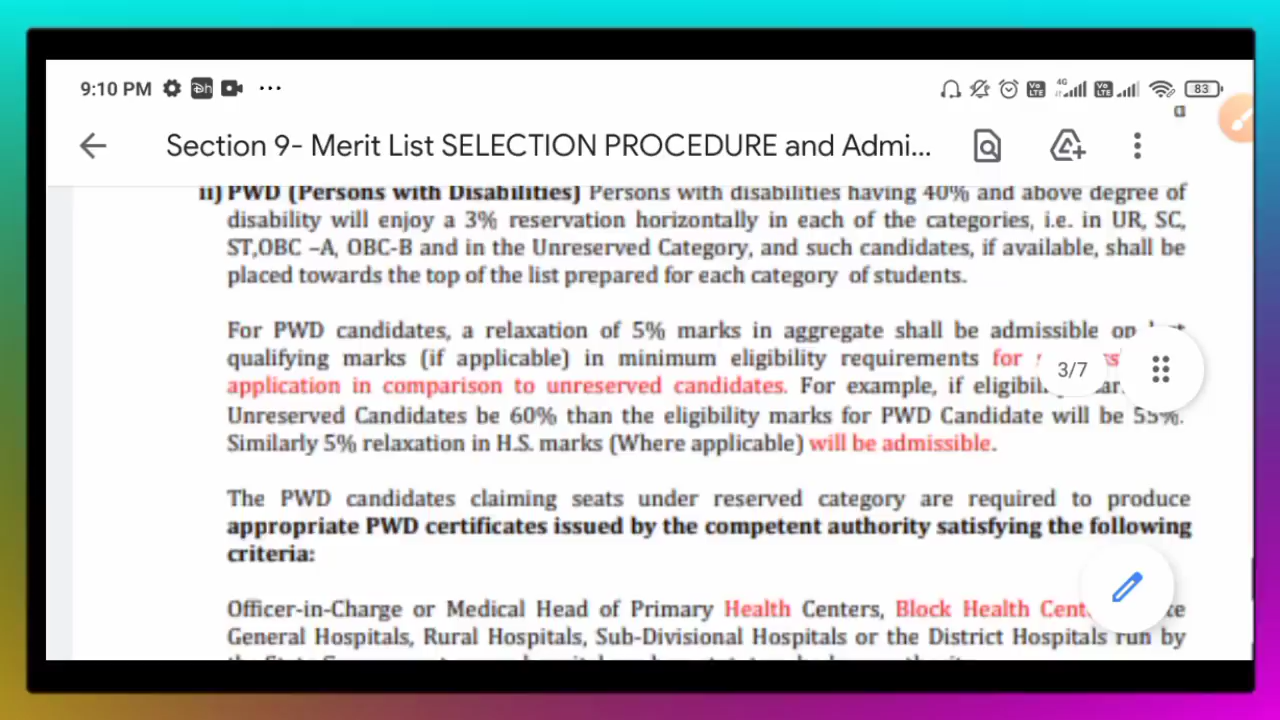 9:10 PM ...
83
Section 9- Merit List SELECTION PROCEDURE and Admi...
ii) PWD (Persons with Disabilities) Persons with disabilities having 40% and above degree of
disability will enjoy a 3% reservation horizontally in each of the categories, i.e. in UR, SC,
ST,OBC –A, OBC-B and in the Unreserved Category, and such candidates, if available, shall be
placed towards the top of the list prepared for each category of students.
For PWD candidates, a relaxation of 5% marks in aggregate shall be admissible on
qualifying marks (if applicable) in minimum eligibility requirements for
3/7
application in comparison to unreserved candidates. For example, if
Unreserved Candidates be 60% than the eligibility marks for PWD Candidate will be 55%.
Similarly 5% relaxation in H.S. marks (Where applicable) will be admissible.
The PWD candidates claiming seats under reserved category are required to produce
appropriate PWD certificates issued by the competent authority satisfying the following
criteria:
Officer-in-Charge or Medical Head of Primary Health Centers, Block Health
General Hospitals, Rural Hospitals, Sub-Divisional Hospitals or the District Hospitals run by